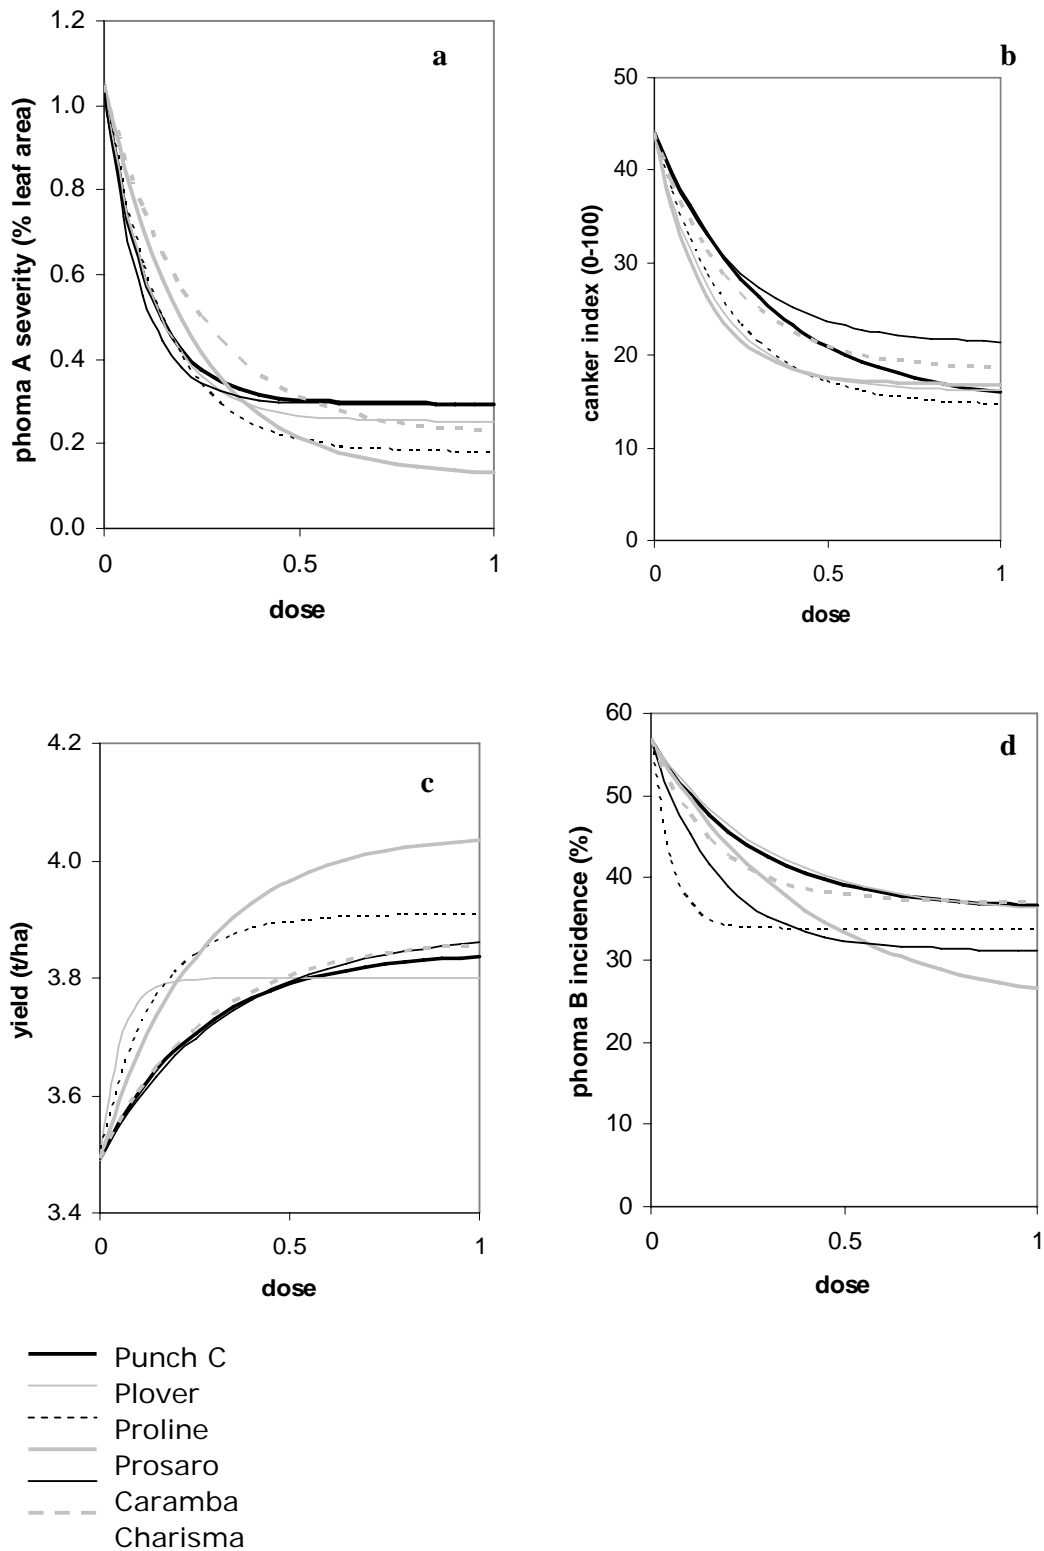 a
1.2
1.0
0.8
0.6
0.4
0.2
0.0
0 0.5 1
dose
phoma A severity (% leaf area)
b
50
40
30
20
10
0
0 0.5 1
dose
canker index (0-100)
c
4.2
4.0
3.8
3.6
3.4
0 0.5 1
dose
yield (t/ha)
d
60
50
40
30
20
10
0
0 0.5 1
dose
phoma B incidence (%)
Punch C
Plover
Proline
Prosaro
Caramba
Charisma